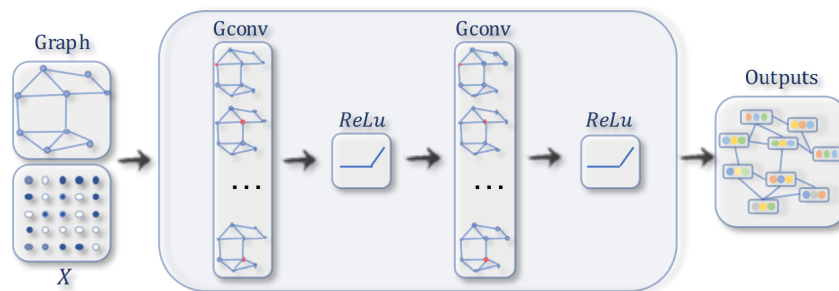 Graph
X
Gconv
...
ReLu
Gconv
...
ReLu
Outputs